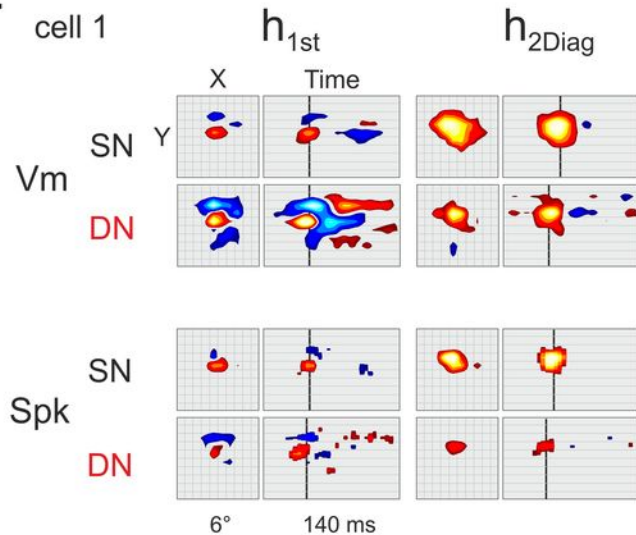 cell 1
h1st
h2Diag
X
Time
Y
SN
Vm
DN
SN
Spk
DN
6°
140 ms